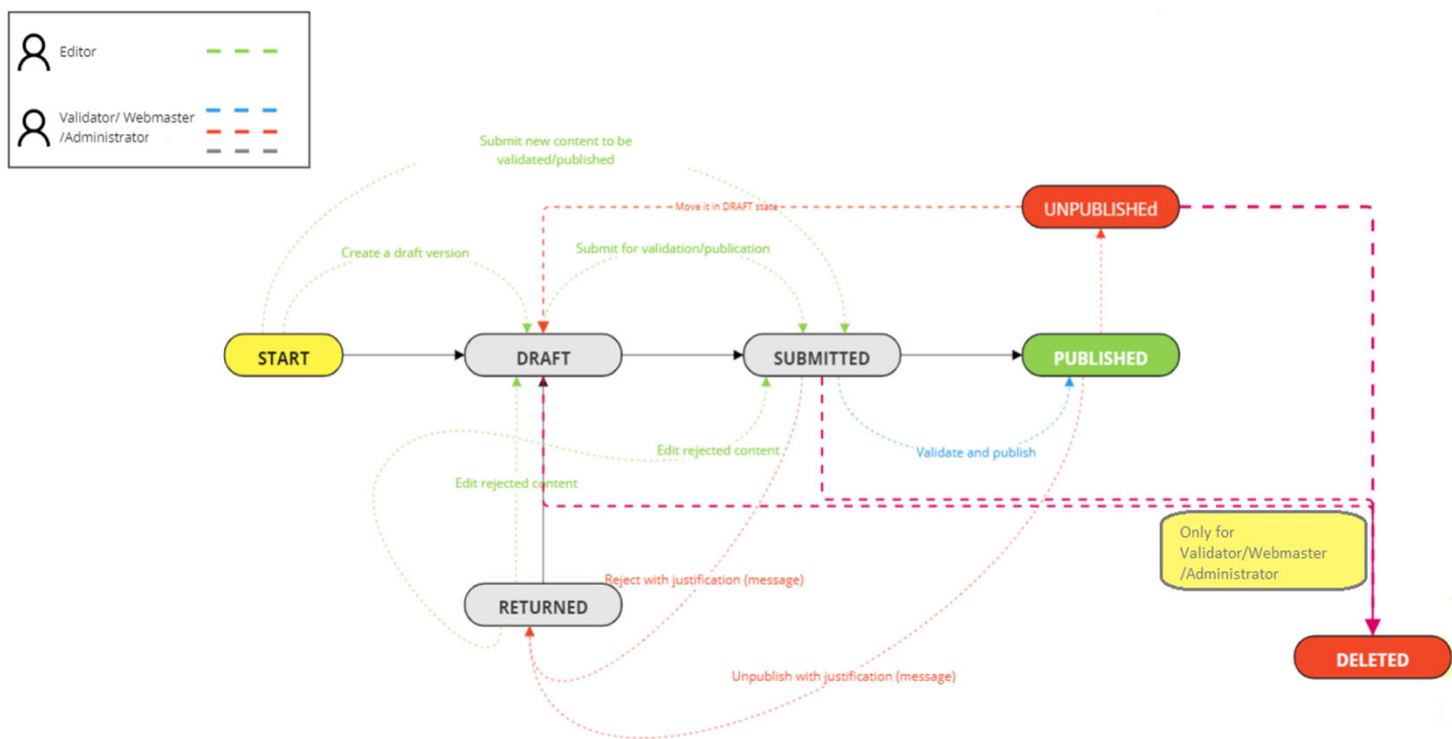 Editor
Validator/ Webmaster
/Administrator
Submit new content to be
validated/published
UNPUBLISHEd
Move it in DRAFT state
Create a draft version
Submit for validation/publication
START
DRAFT
SUBMITTED
PUBLISHED
Edit rejected content
Validate and publish
Edit rejected content
Only for
Validator/Webmaster
/Administrator
Reject with justification (message)
RETURNED
DELETED
Unpublish with justification (message)